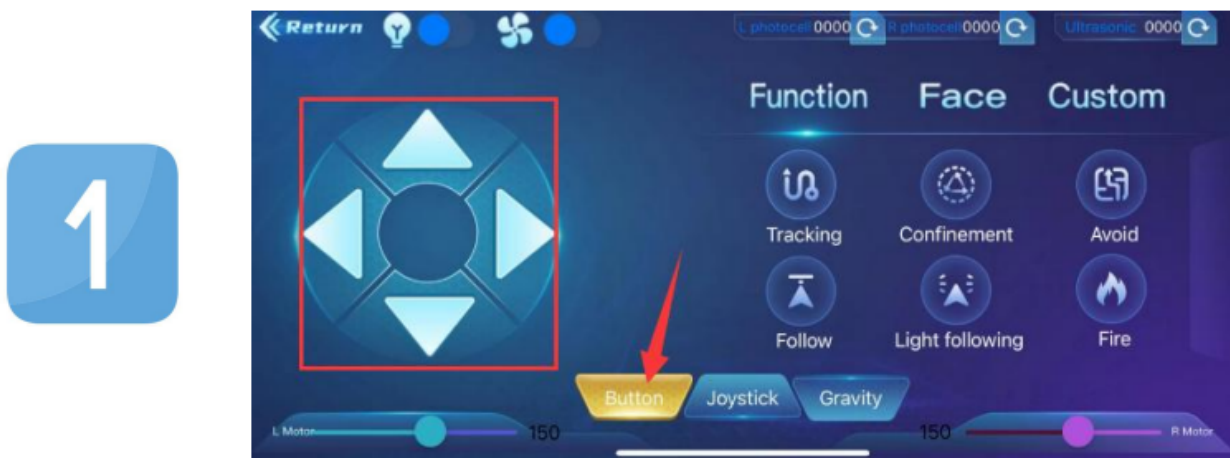 1
Return
L photocell 0000 R photocell 0000 Ultrasonic 0000
Function Face Custom
Tracking Confinement Avoid
Follow Light following Fire
Button Joystick Gravity
L Motor 150 150 R Motor